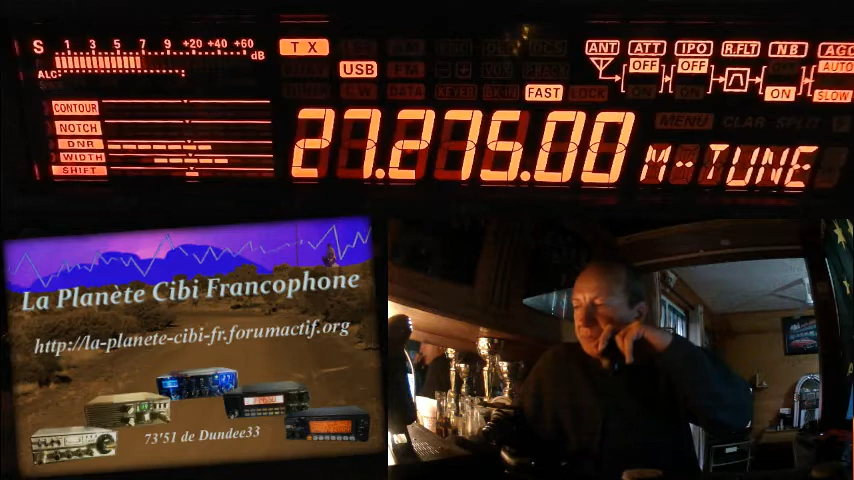 S 1 3 5 7 9 +20 +40 +60 dB
ALC
TX
USB
FAST
ANT ATT IPO R.FLT NB AGC
OFF OFF AUTO
ON SLOW
CONTOUR
NOTCH
DNR
WIDTH
SHIFT
27.275.00
M-TUNE
MENU CLAR SPLIT
La Planète Cibi Francophone
http://la-planete-cibi-fr.forumactif.org
73'51 de Dundee33